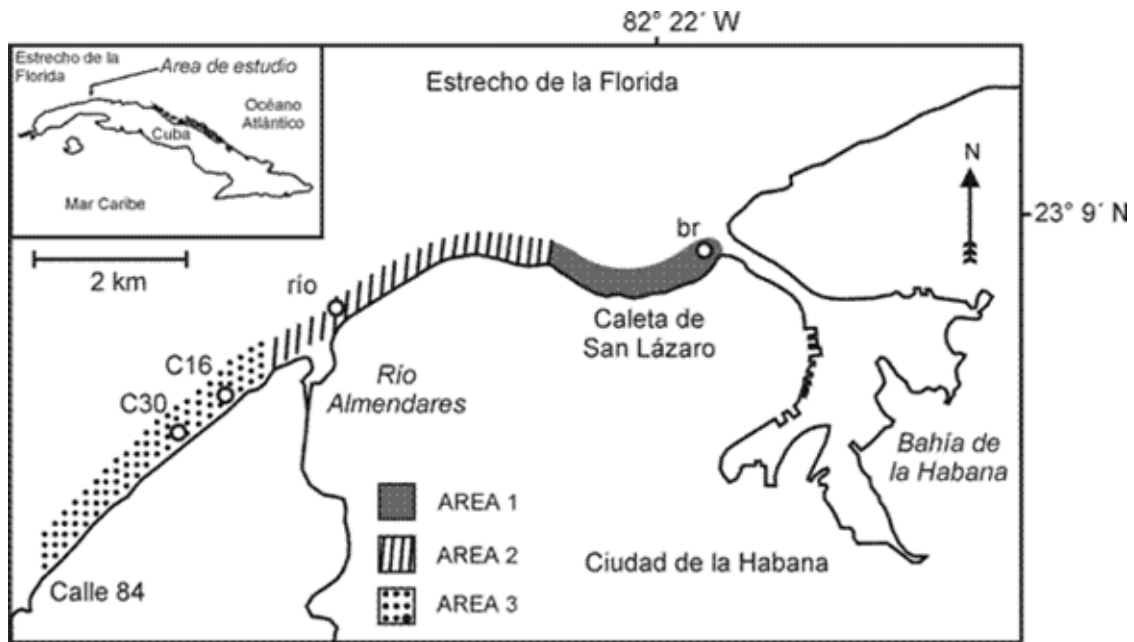 82° 22´ W
Estrecho de la
Florida
Area de estudio
Océano
Atlántico
Cuba
Mar Caribe
Estrecho de la Florida
N
23° 9´ N
2 km
br
río
Caleta de
San Lázaro
C16
C30
Río
Almendares
Bahía de
la Habana
AREA 1
AREA 2
AREA 3
Ciudad de la Habana
Calle 84